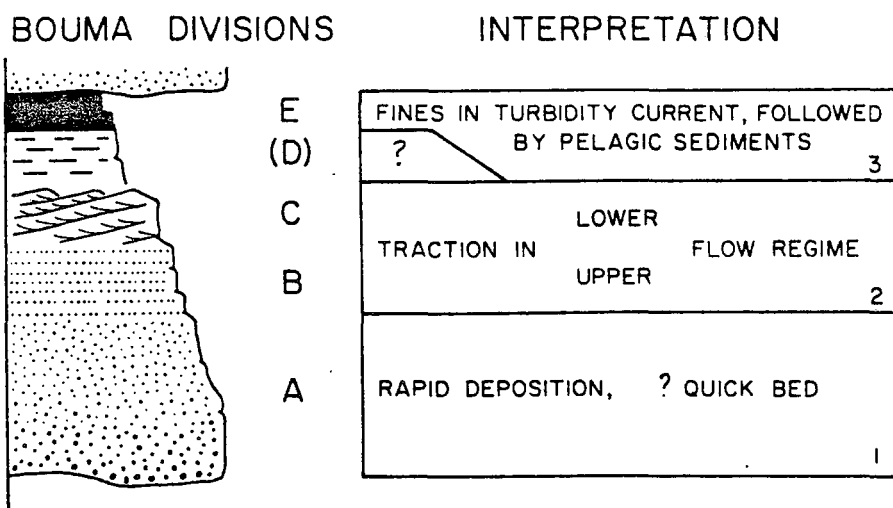 BOUMA DIVISIONS
INTERPRETATION
E
(D)
C
B
A
FINES IN TURBIDITY CURRENT, FOLLOWED
BY PELAGIC SEDIMENTS
?
3
LOWER
TRACTION IN FLOW REGIME
UPPER
2
RAPID DEPOSITION, ? QUICK BED
1